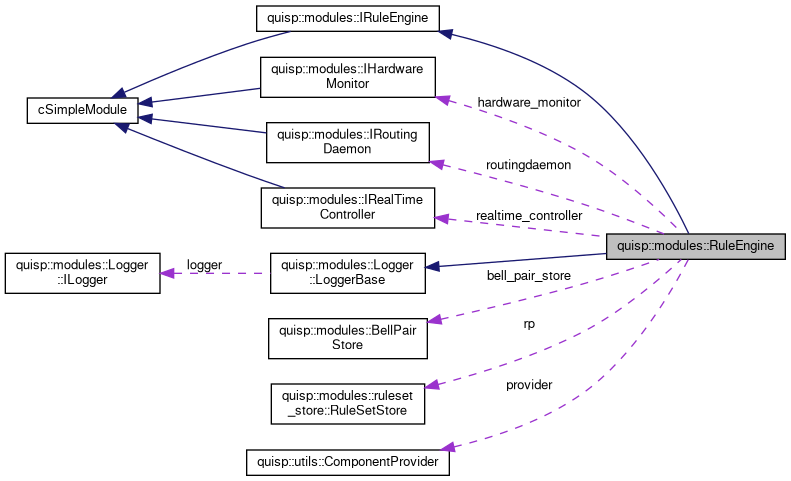 quisp::modules::IRuleEngine
quisp::modules::IHardware
Monitor
hardware_monitor
cSimpleModule
quisp::modules::IRouting
Daemon
routingdaemon
quisp::modules::IRealTime
Controller
realtime_controller
quisp::modules::RuleEngine
quisp::modules::Logger
::ILogger
logger
quisp::modules::Logger
::LoggerBase
bell_pair_store
quisp::modules::BellPair
Store
rp
quisp::modules::ruleset
_store::RuleSetStore
provider
quisp::utils::ComponentProvider